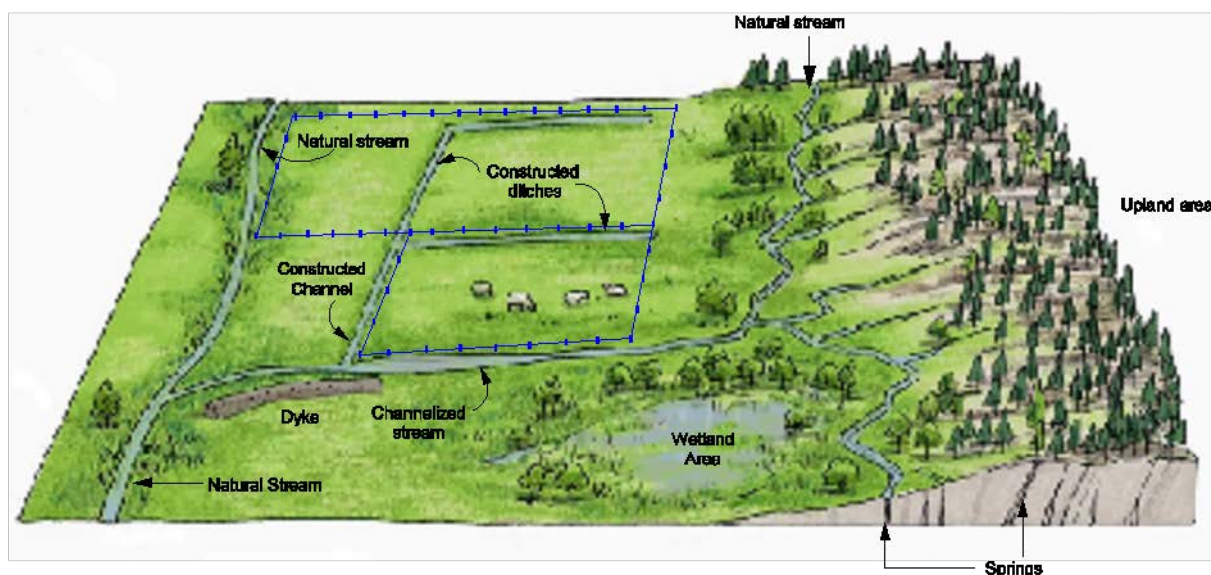 Natural stream
Natural stream
Constructed
ditches
Upland area
Constructed
Channel
Dyke
Channelized
stream
Wetland
Area
Natural Stream
Springs